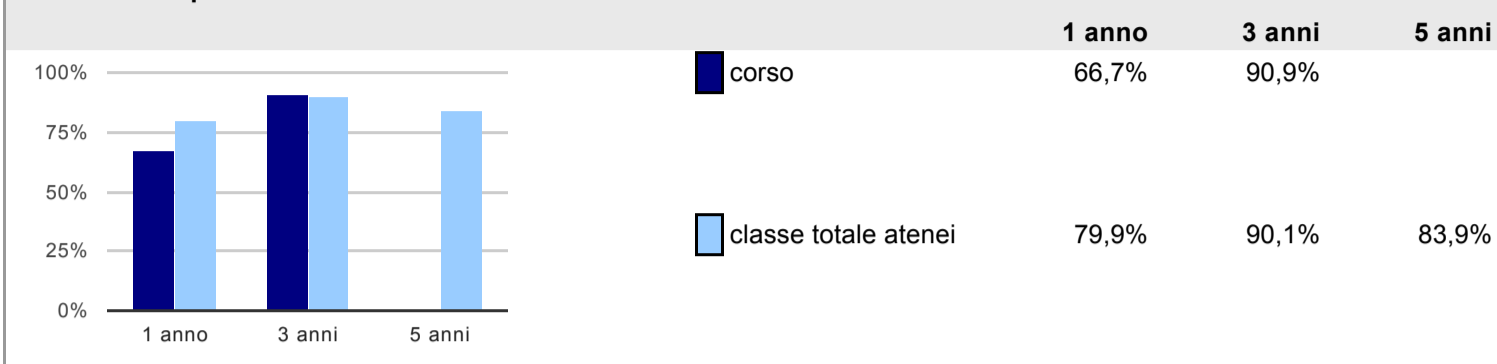 1 anno 3 anni 5 anni
100%
75%
50%
25%
0%
1 anno 3 anni 5 anni
corso 66,7% 90,9%
classe totale atenei 79,9% 90,1% 83,9%